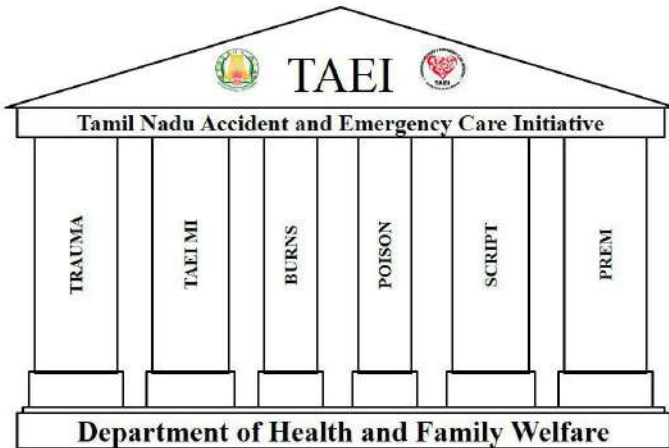 TAEI
TAEI
Tamil Nadu Accident and Emergency Care Initiative
TRAUMA
TAEI MI
BURNS
POISON
SCRIPT
PREM
Department of Health and Family Welfare